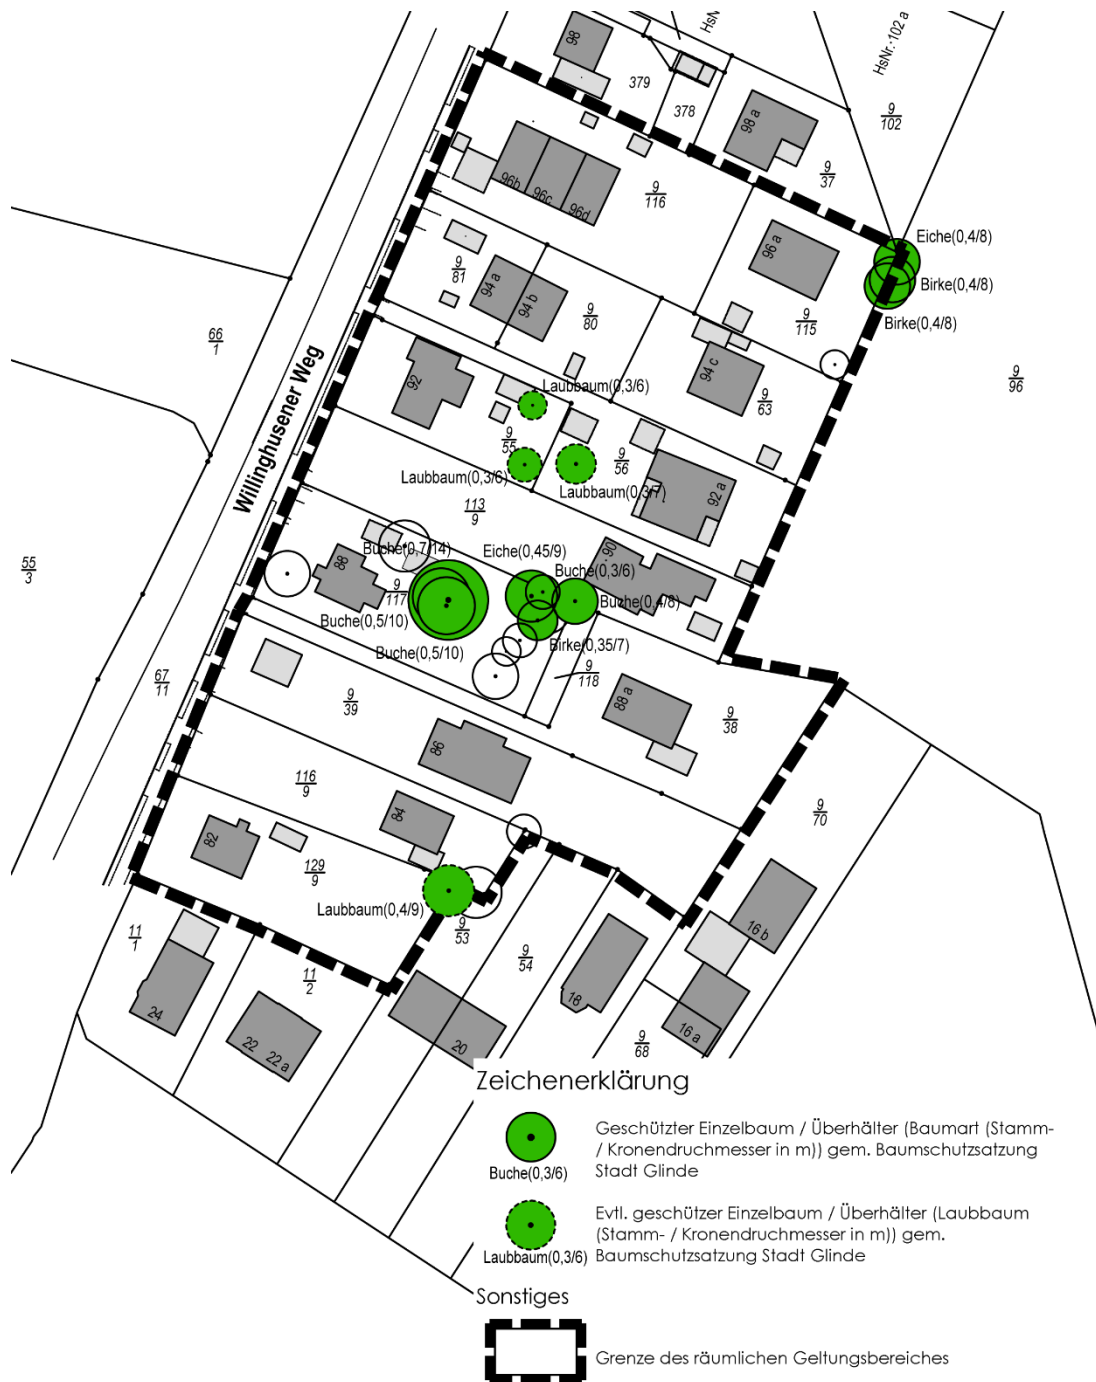 98
HsNr.:102 a
379
378
98 a
9
102
9
37
96b
96c
96d
9
116
96 a
Eiche(0,4/8)
Birke(0,4/8)
Birke(0,4/8)
9
81
94 a
94 b
9
80
9
115
66
1
9
96
Willinghusener Weg
92
94 c
9
63
Laubbaum(0,3/6)
9
55
9
56
Laubbaum(0,3/6)
Laubbaum(0,3/7)
92 a
113
9
55
3
Buche(0,7/14)
Eiche(0,45/9)
90
88
Buche(0,3/6)
9
117
Buche(0,4/8)
Buche(0,5/10)
Birke(0,35/7)
Buche(0,5/10)
9
118
67
11
9
39
88 a
9
38
86
116
9
9
70
84
82
129
9
Laubbaum(0,4/9)
9
53
11
1
9
54
16 b
11
2
18
24
22
22 a
20
16 a
9
68
Zeichenerklärung
Geschützter Einzelbaum / Überhälter (Baumart (Stamm-
/ Kronendruchmesser in m)) gem. Baumschutzsatzung
Stadt Glinde
Buche(0,3/6)
Evtl. geschützer Einzelbaum / Überhälter (Laubbaum
(Stamm- / Kronendruchmesser in m)) gem.
Baumschutzsatzung Stadt Glinde
Laubbaum(0,3/6)
Sonstiges
Grenze des räumlichen Geltungsbereiches